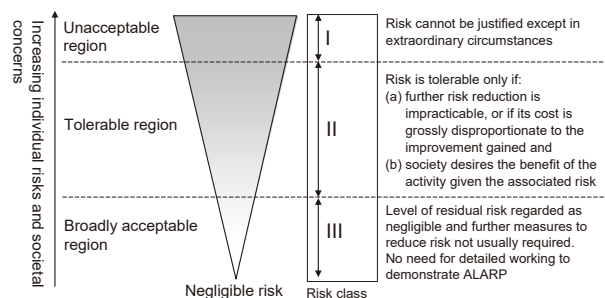 Increasing individual risks and societal
concerns
Unacceptable
region
Tolerable region
Broadly acceptable
region
Negligible risk
I
II
III
Risk class
Risk cannot be justified except in
extraordinary circumstances
Risk is tolerable only if:
(a) further risk reduction is
impracticable, or if its cost is
grossly disproportionate to the
improvement gained and
(b) society desires the benefit of the
activity given the associated risk
Level of residual risk regarded as
negligible and further measures to
reduce risk not usually required.
No need for detailed working to
demonstrate ALARP